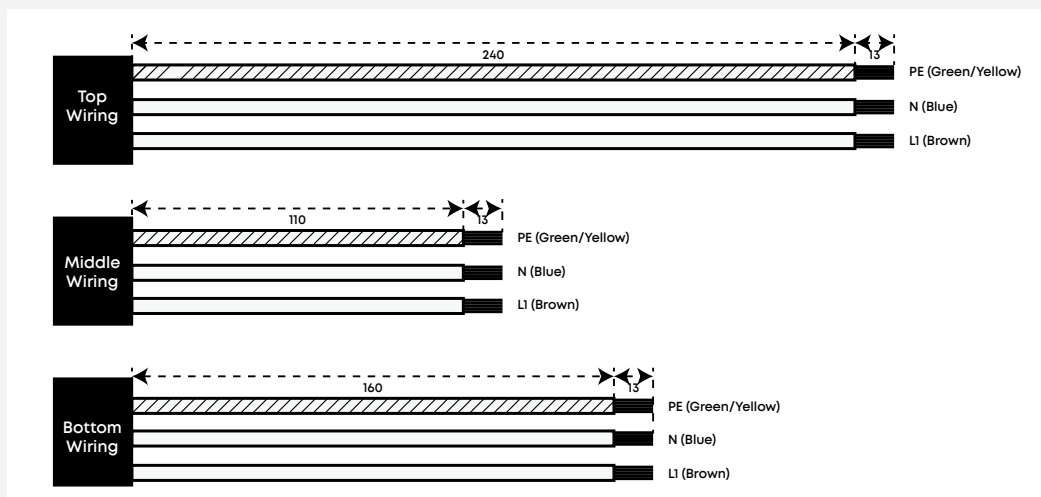 240
13
Top
Wiring
PE (Green/Yellow)
N (Blue)
L1 (Brown)
110
13
Middle
Wiring
PE (Green/Yellow)
N (Blue)
L1 (Brown)
160
13
Bottom
Wiring
PE (Green/Yellow)
N (Blue)
L1 (Brown)